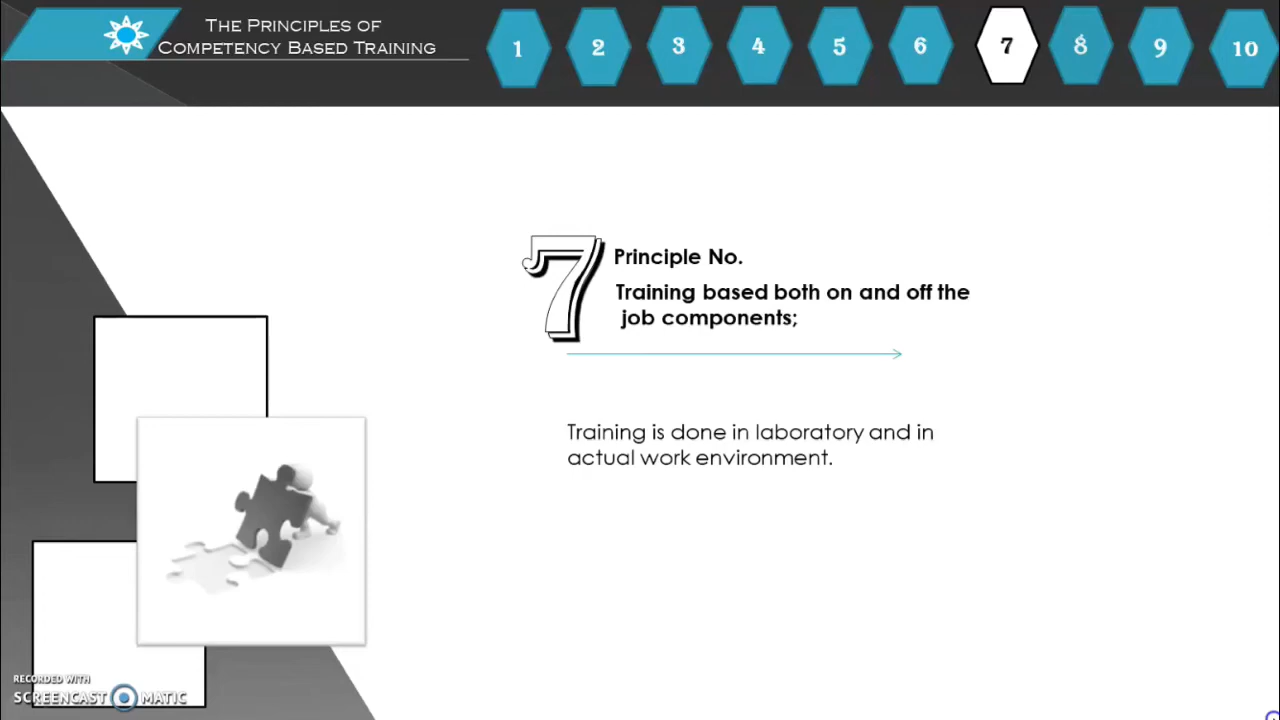 The Principles of
Competency Based Training
1 2 3 4 5 6 7 8 9 10
7
Principle No.
Training based both on and off the
job components;
Training is done in laboratory and in
actual work environment.
RECORDED WITH
SCREENCAST MATIC